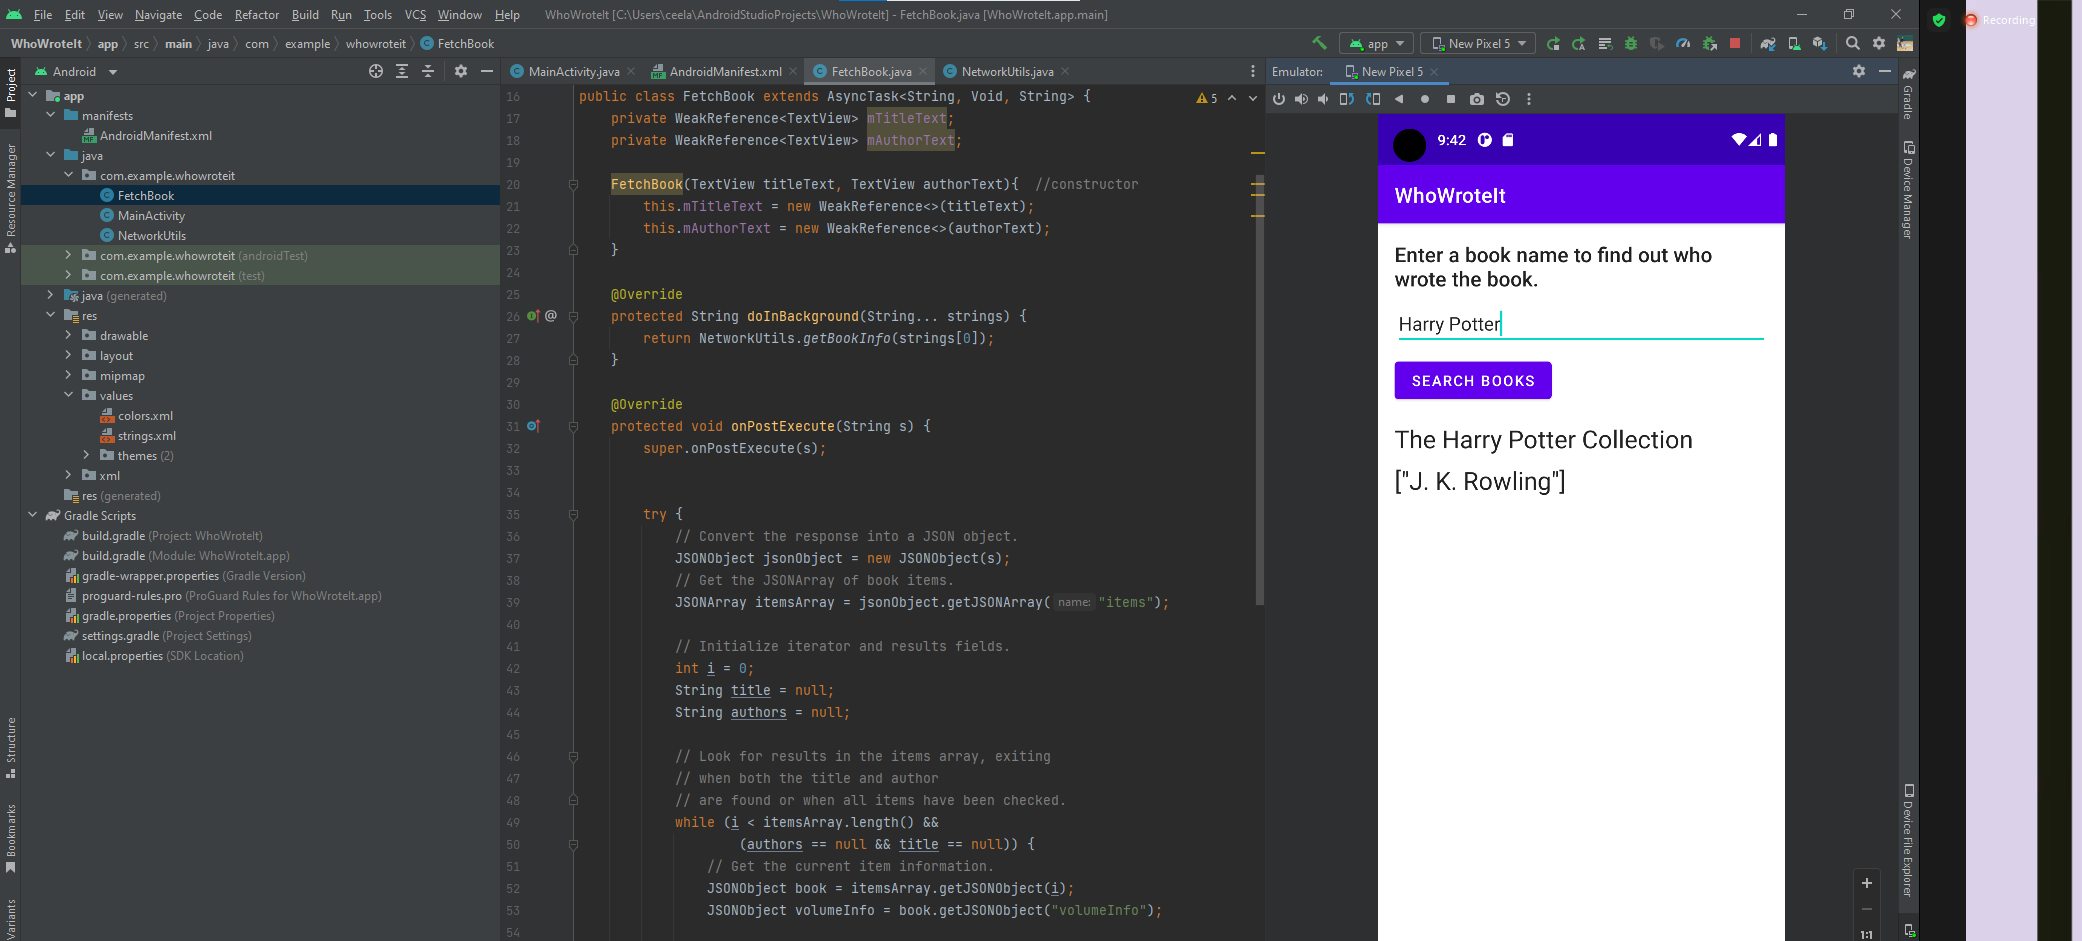 File Edit View Navigate Code Refactor Build Run Tools VCS Window Help WhoWroteIt [C:\Users\ceela\AndroidStudioProjects\WhoWroteIt] - FetchBook.java [WhoWroteIt.app.main]
Recording
WhoWroteIt app src main java com example whowroteit FetchBook
app New Pixel 5
Android
MainActivity.java AndroidManifest.xml FetchBook.java NetworkUtils.java
Emulator: New Pixel 5
Project
Resource Manager
Structure
Bookmarks
Variants
app
manifests
AndroidManifest.xml
java
com.example.whowroteit
FetchBook
MainActivity
NetworkUtils
com.example.whowroteit (androidTest)
com.example.whowroteit (test)
java (generated)
res
drawable
layout
mipmap
values
colors.xml
strings.xml
themes (2)
xml
res (generated)
Gradle Scripts
build.gradle (Project: WhoWroteIt)
build.gradle (Module: WhoWroteIt.app)
gradle-wrapper.properties (Gradle Version)
proguard-rules.pro (ProGuard Rules for WhoWroteIt.app)
gradle.properties (Project Properties)
settings.gradle (Project Settings)
local.properties (SDK Location)
5
16 public class FetchBook extends AsyncTask<String, Void, String> {
17 private WeakReference<TextView> mTitleText;
18 private WeakReference<TextView> mAuthorText;
19
20 FetchBook(TextView titleText, TextView authorText){ //constructor
21 this.mTitleText = new WeakReference<>(titleText);
22 this.mAuthorText = new WeakReference<>(authorText);
23 }
24
25 @Override
26 @ protected String doInBackground(String... strings) {
27 return NetworkUtils.getBookInfo(strings[0]);
28 }
29
30 @Override
31 protected void onPostExecute(String s) {
32 super.onPostExecute(s);
33
34
35 try {
36 // Convert the response into a JSON object.
37 JSONObject jsonObject = new JSONObject(s);
38 // Get the JSONArray of book items.
39 JSONArray itemsArray = jsonObject.getJSONArray( name: "items");
40
41 // Initialize iterator and results fields.
42 int i = 0;
43 String title = null;
44 String authors = null;
45
46 // Look for results in the items array, exiting
47 // when both the title and author
48 // are found or when all items have been checked.
49 while (i < itemsArray.length() &&
50 (authors == null && title == null)) {
51 // Get the current item information.
52 JSONObject book = itemsArray.getJSONObject(i);
53 JSONObject volumeInfo = book.getJSONObject("volumeInfo");
54
9:42
WhoWroteIt
Enter a book name to find out who
wrote the book.
Harry Potter
SEARCH BOOKS
The Harry Potter Collection
["J. K. Rowling"]
1:1
Gradle
Device Manager
Device File Explorer